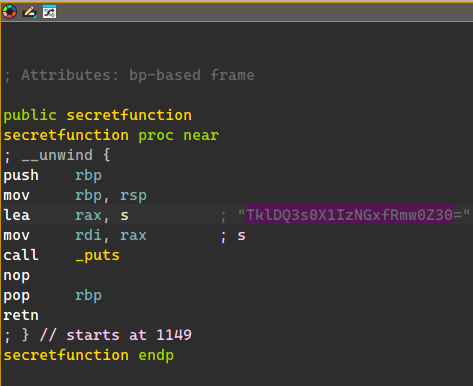 ; Attributes: bp-based frame
public secretfunction
secretfunction proc near
; __unwind {
push rbp
mov rbp, rsp
lea rax, s ; "TklDQ3s0X1IzNGxfRmw0Z30="
mov rdi, rax ; s
call _puts
nop
pop rbp
retn
; } // starts at 1149
secretfunction endp